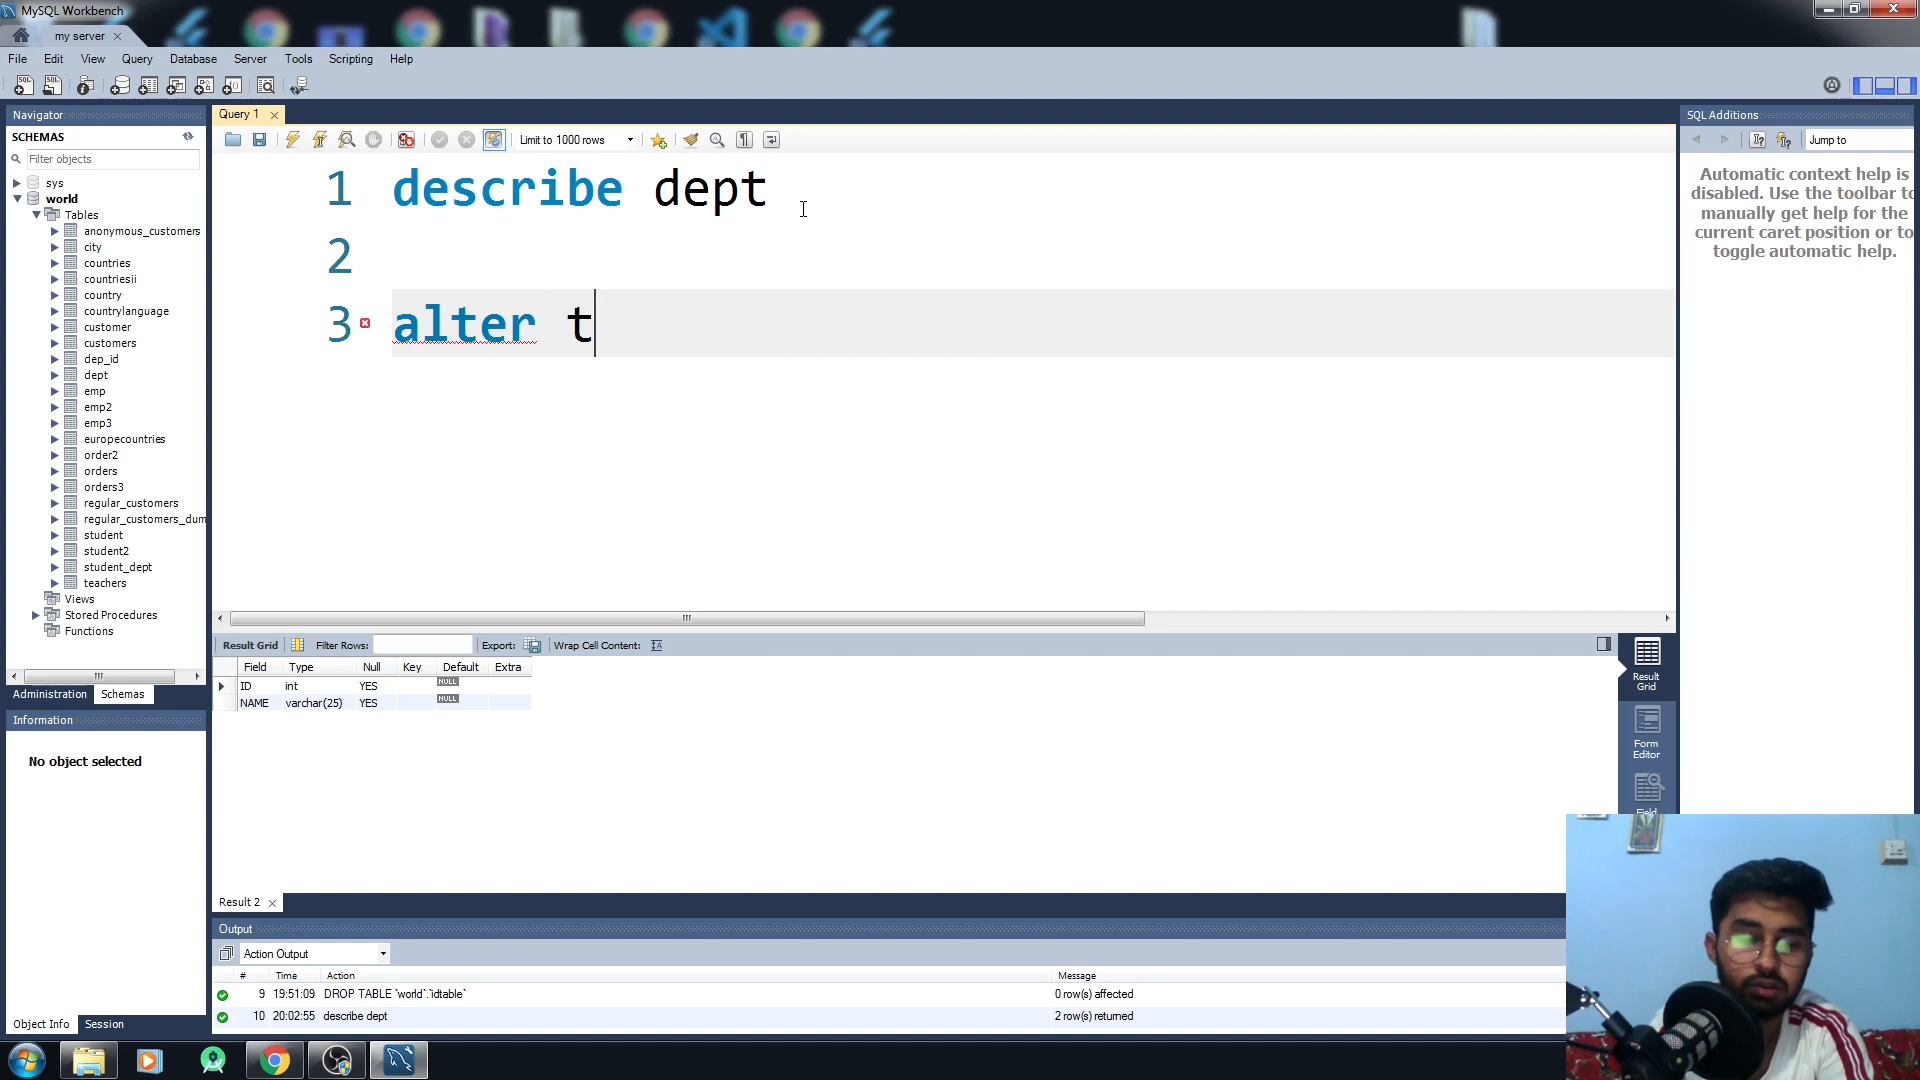 MySQL Workbench
my server
File Edit View Query Database Server Tools Scripting Help
Navigator
SCHEMAS
Filter objects
sys
world
Tables
anonymous_customers
city
countries
countriesii
country
countrylanguage
customer
customers
dep_id
dept
emp
emp2
emp3
europecountries
order2
orders
orders3
regular_customers
regular_customers_dum
student
student2
student_dept
teachers
Views
Stored Procedures
Functions
Administration Schemas
Information
No object selected
Object Info Session
Query 1
Limit to 1000 rows
1 describe dept
2
3 alter t
Result Grid Filter Rows: Export: Wrap Cell Content:
Field Type Null Key Default Extra
ID int YES NULL
NAME varchar(25) YES NULL
Result Grid
Form Editor
Field
Result 2
Output
Action Output
# Time Action Message
9 19:51:09 DROP TABLE `world`.`idtable` 0 row(s) affected
10 20:02:55 describe dept 2 row(s) returned
SQL Additions
Jump to
Automatic context help is
disabled. Use the toolbar to
manually get help for the
current caret position or to
toggle automatic help.